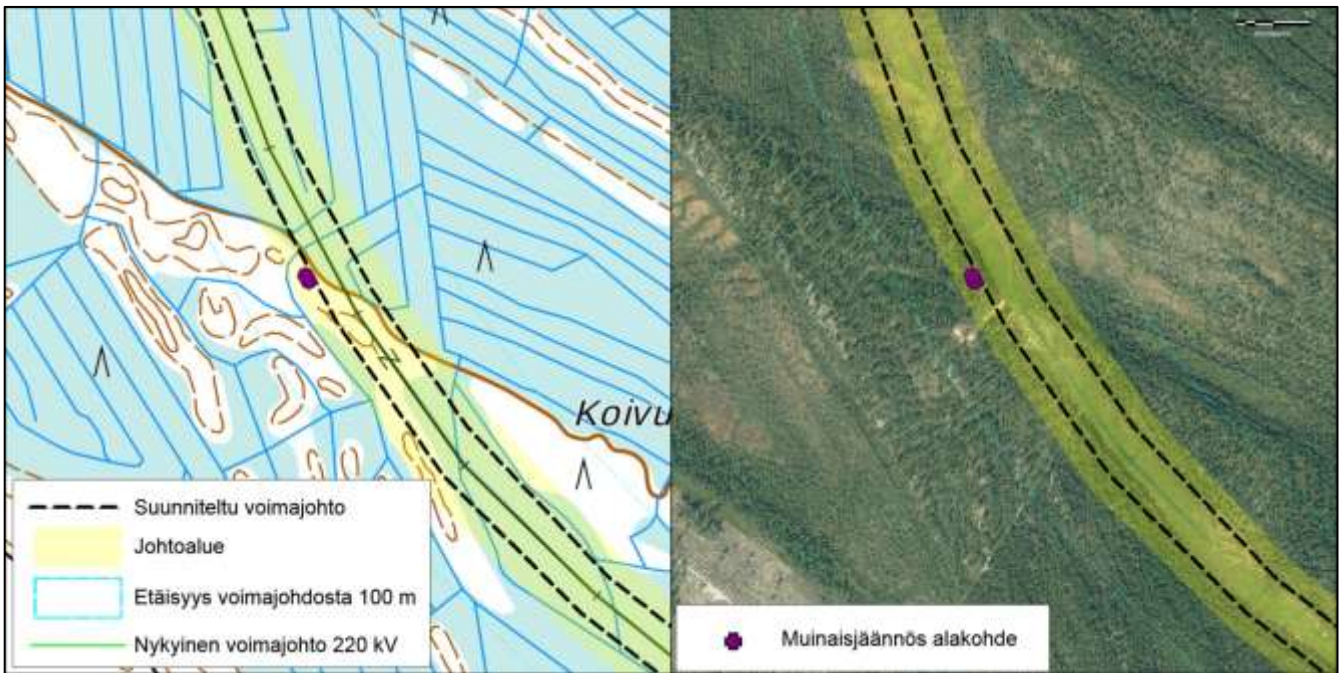 Koivu
Suunniteltu voimajohto
Johtoalue
Etäisyys voimajohdosta 100 m
Nykyinen voimajohto 220 kV
Muinaisjäännös alakohde